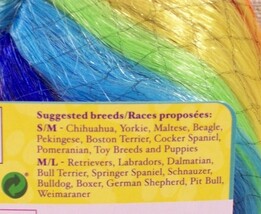 Suggested breeds/Races proposées:
S/M - Chihuahua, Yorkie, Maltese, Beagle,
Pekingese, Boston Terrier, Cocker Spaniel,
Pomeranian, Toy Breeds and Puppies
M/L - Retrievers, Labradors, Dalmatian,
Bull Terrier, Springer Spaniel, Schnauzer,
Bulldog, Boxer, German Shepherd, Pit Bull,
Weimaraner